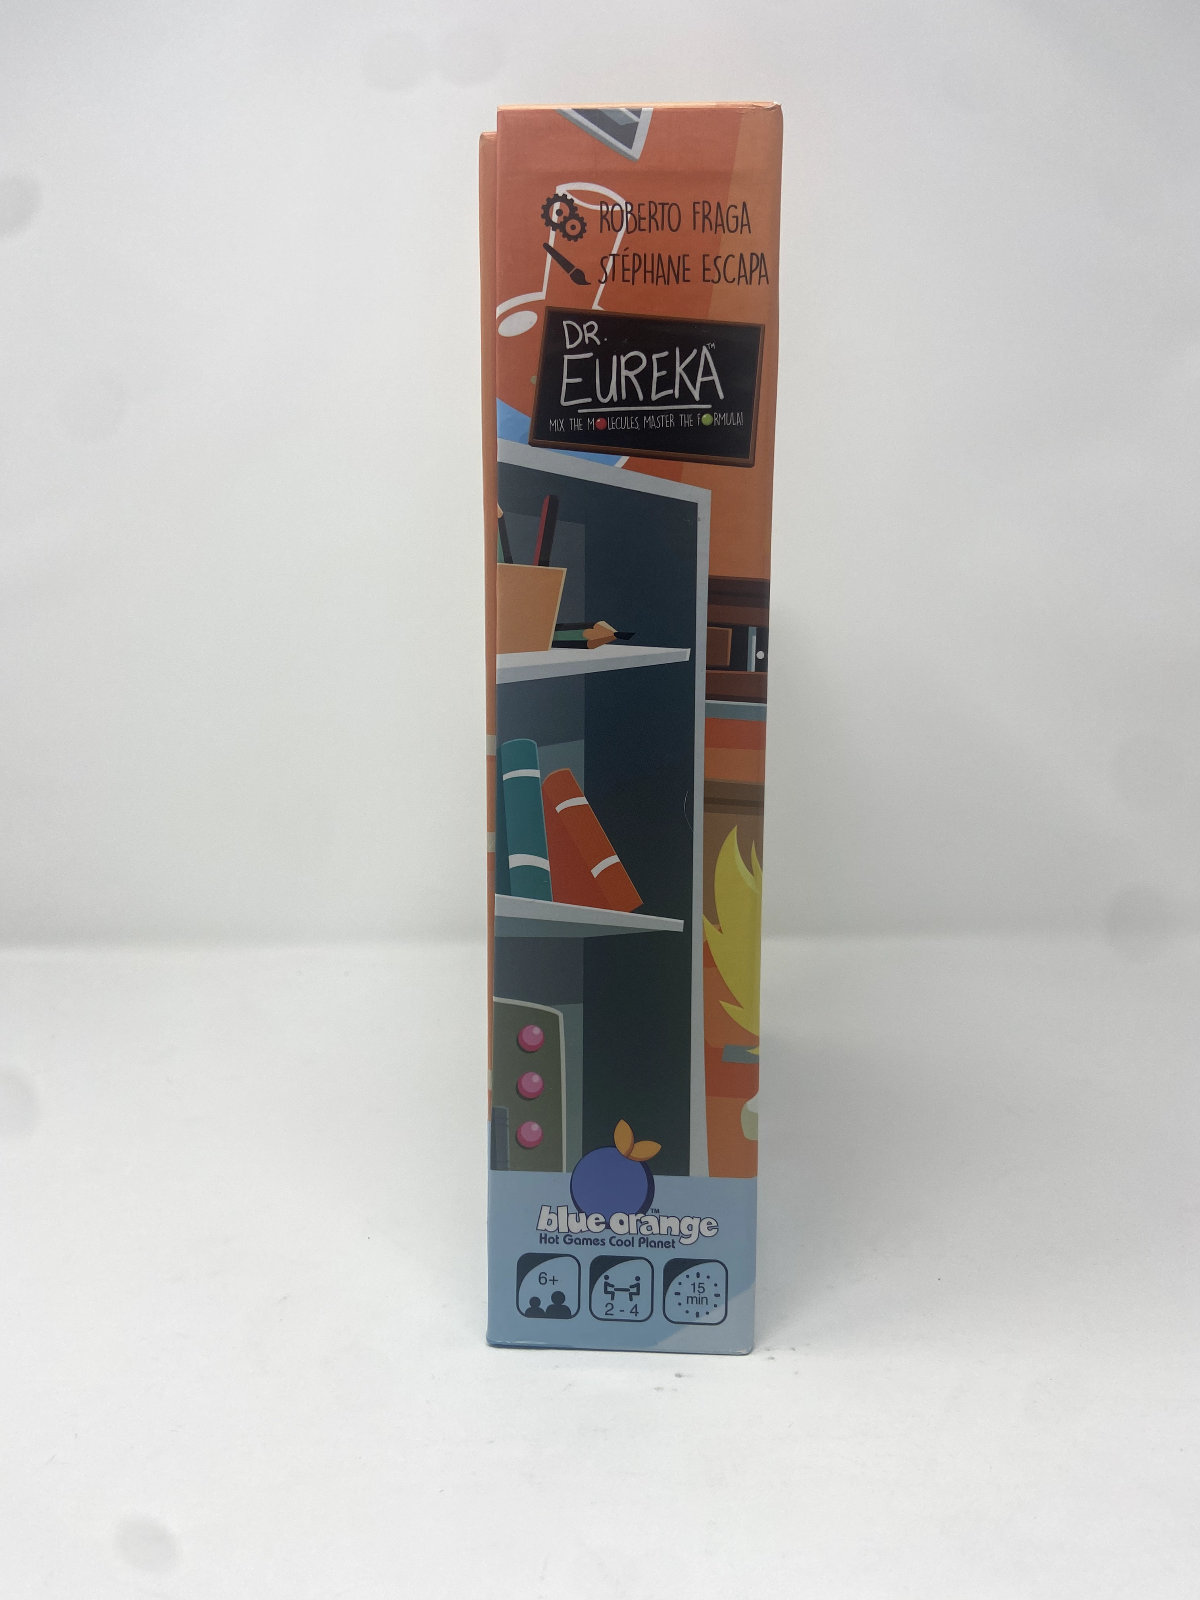 ROBERTO FRAGA
STÉPHANE ESCAPA
DR.
EUREKA™
MIX THE MOLECULES, MASTER THE FORMULA!
blue orange™
Hot Games Cool Planet
6+
2 - 4
15
min